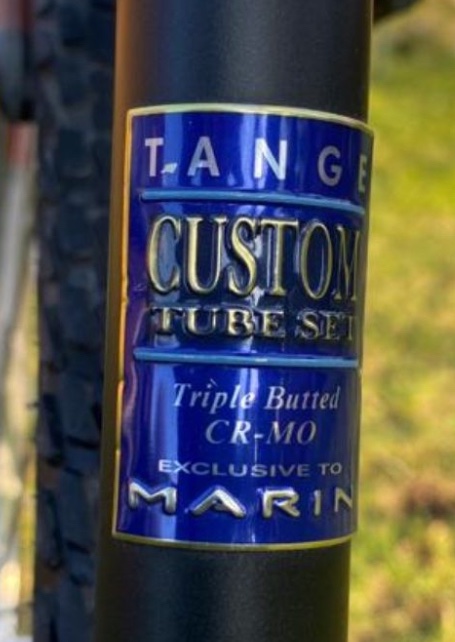 TANGE
CUSTOM
TUBE SET
Triple Butted
CR-MO
EXCLUSIVE TO
MARIN